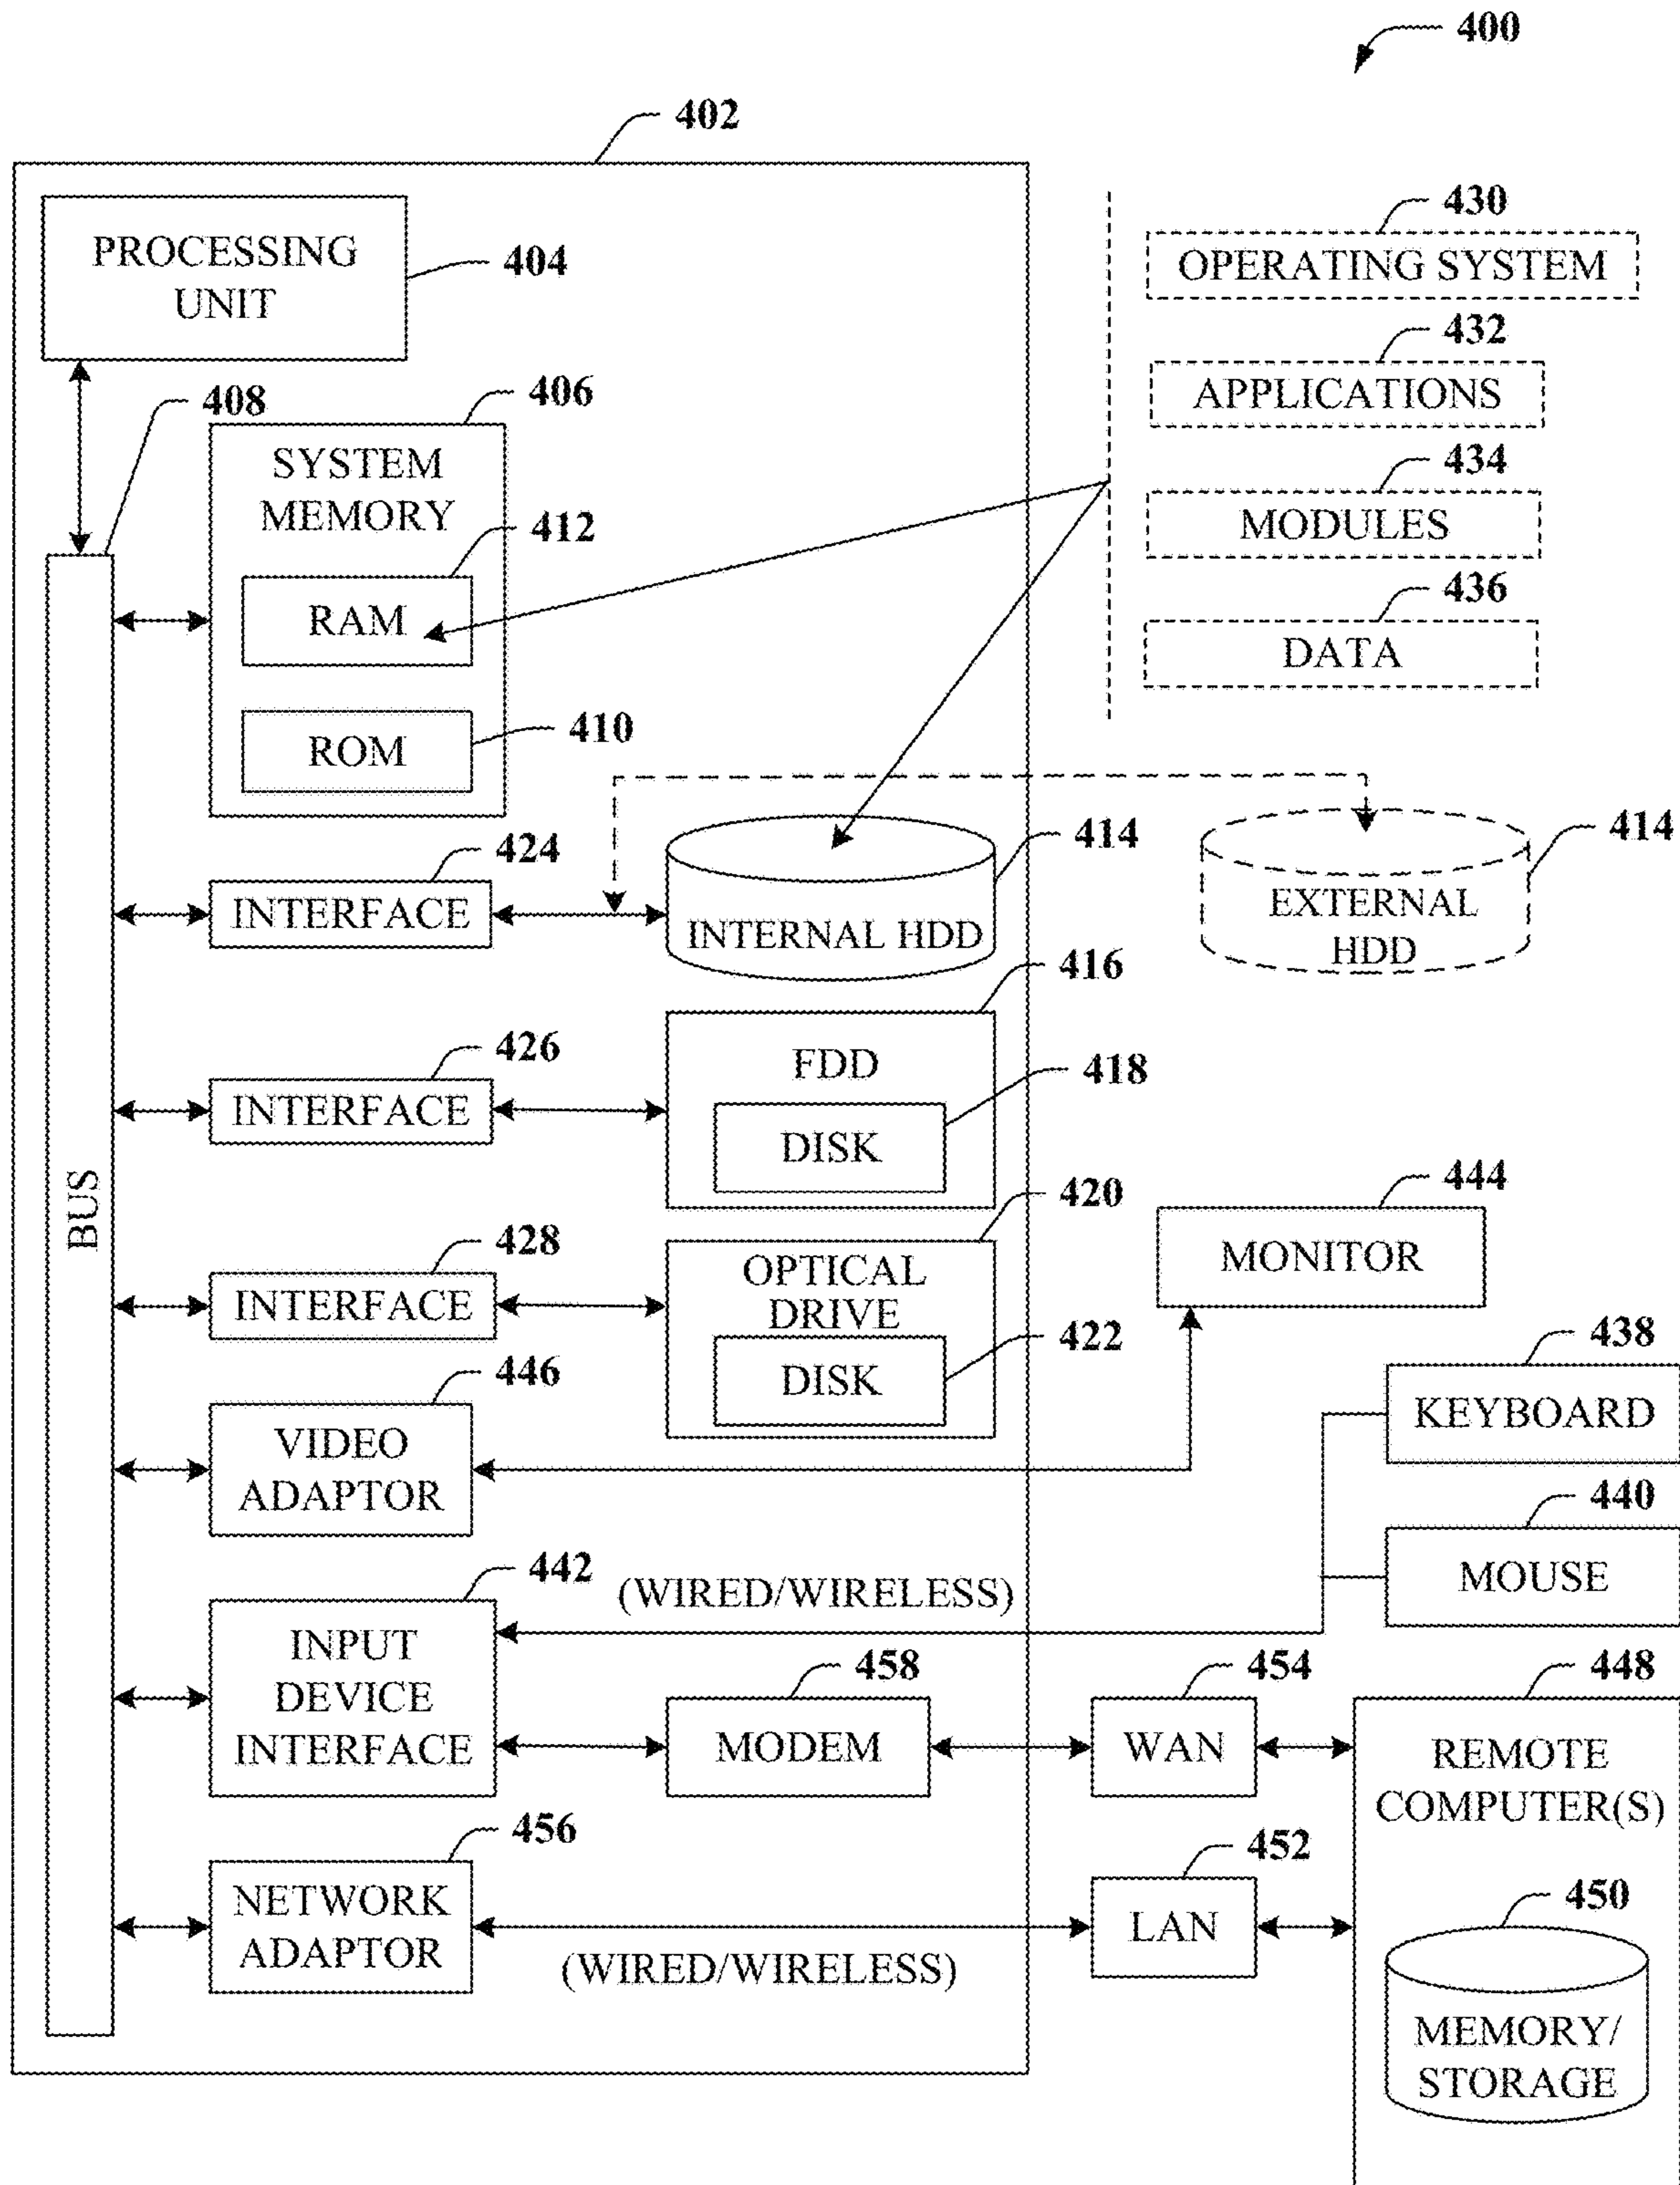 400
402
PROCESSING
UNIT
404
430
OPERATING SYSTEM
432
APPLICATIONS
434
MODULES
436
DATA
408
406
SYSTEM
MEMORY
412
RAM
410
ROM
424
INTERFACE
414
INTERNAL HDD
414
EXTERNAL
HDD
416
FDD
418
DISK
426
INTERFACE
BUS
420
OPTICAL
DRIVE
422
DISK
428
INTERFACE
444
MONITOR
438
KEYBOARD
446
VIDEO
ADAPTOR
440
MOUSE
442
(WIRED/WIRELESS)
INPUT
DEVICE
INTERFACE
458
MODEM
454
WAN
448
REMOTE
COMPUTER(S)
456
NETWORK
ADAPTOR
(WIRED/WIRELESS)
452
LAN
450
MEMORY/
STORAGE